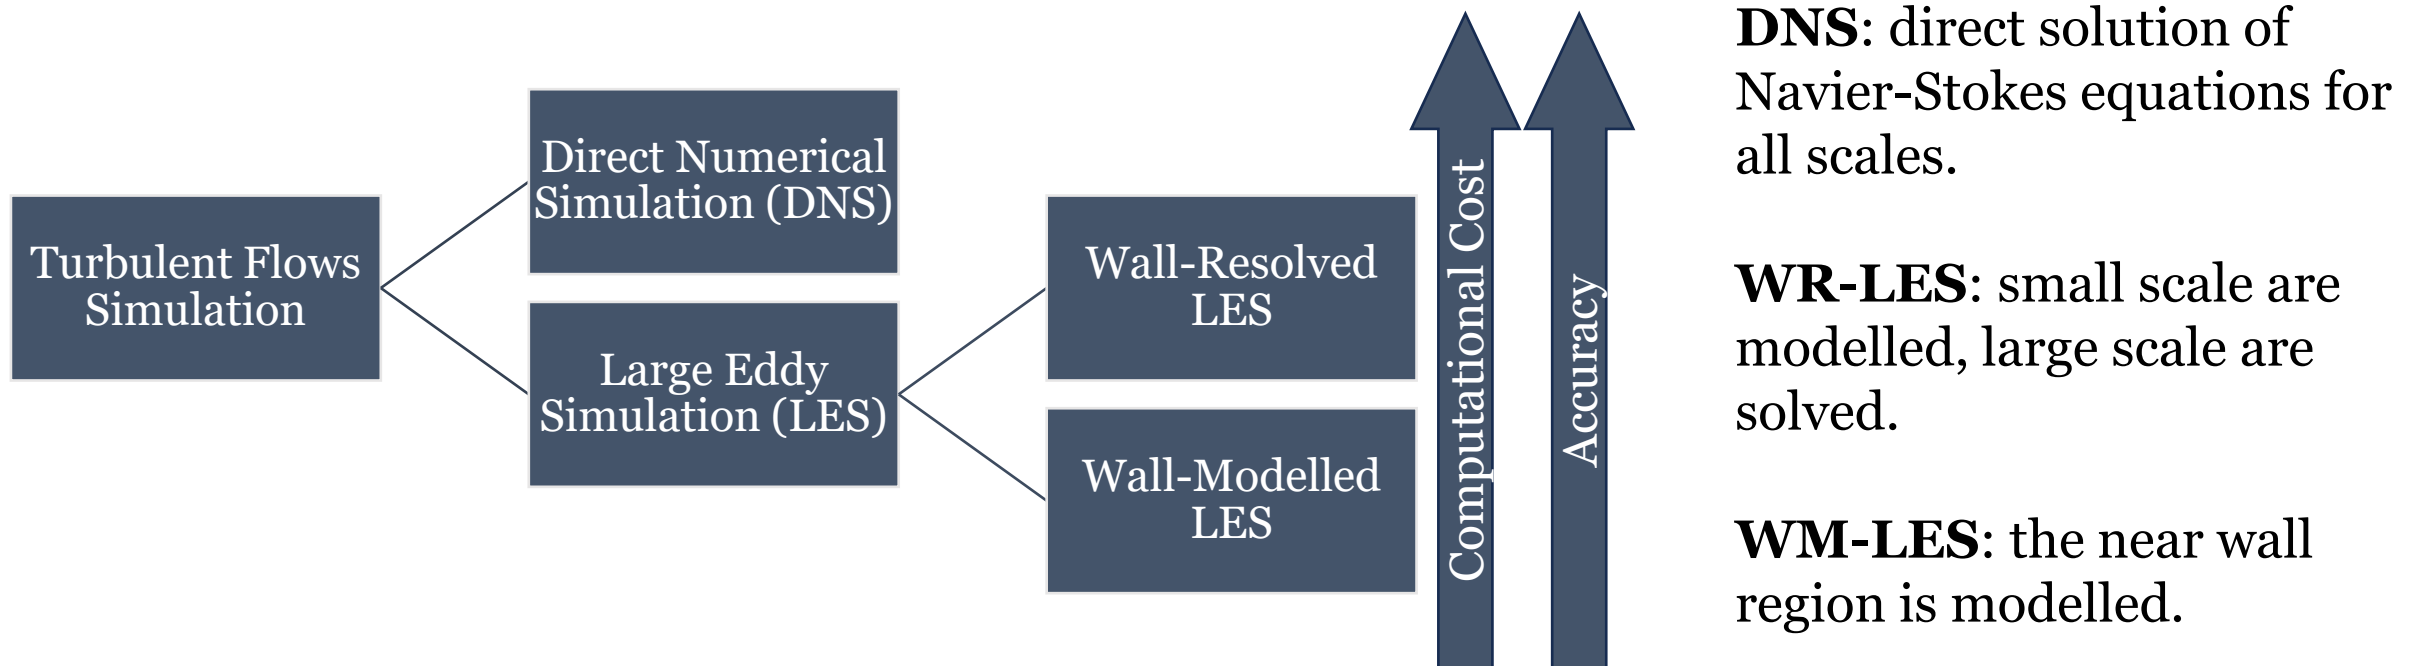 Turbulent Flows
Simulation
Direct Numerical
Simulation (DNS)
Large Eddy
Simulation (LES)
Wall-Resolved
LES
Wall-Modelled
LES
Computational Cost
Accuracy
DNS: direct solution of
Navier-Stokes equations for
all scales.
WR-LES: small scale are
modelled, large scale are
solved.
WM-LES: the near wall
region is modelled.